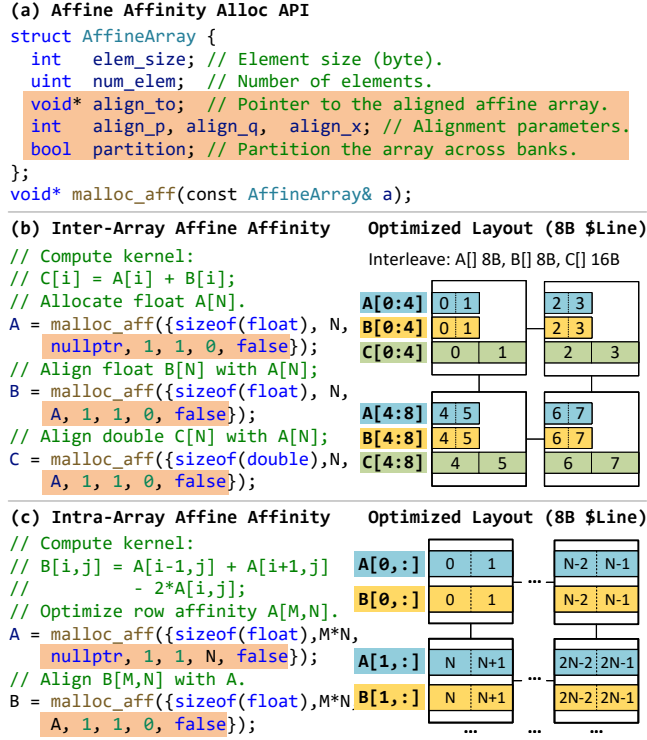 (a) Affine Affinity Alloc API
struct AffineArray {
int elem_size; // Element size (byte).
uint num_elem; // Number of elements.
void* align_to; // Pointer to the aligned affine array.
int align_p, align_q, align_x; // Alignment parameters.
bool partition; // Partition the array across banks.
};
void* malloc_aff(const AffineArray& a);
(b) Inter-Array Affine Affinity
// Compute kernel:
// C[i] = A[i] + B[i];
// Allocate float A[N].
A = malloc_aff({sizeof(float), N,
nullptr, 1, 1, 0, false});
// Align float B[N] with A[N];
B = malloc_aff({sizeof(float), N,
A, 1, 1, 0, false});
// Align double C[N] with A[N];
C = malloc_aff({sizeof(double),N,
A, 1, 1, 0, false});
Optimized Layout (8B $Line)
Interleave: A[] 8B, B[] 8B, C[] 16B
A[0:4] 0 1 2 3
B[0:4] 0 1 2 3
C[0:4] 0 1 2 3
A[4:8] 4 5 6 7
B[4:8] 4 5 6 7
C[4:8] 4 5 6 7
(c) Intra-Array Affine Affinity
// Compute kernel:
// B[i,j] = A[i-1,j] + A[i+1,j]
// - 2*A[i,j];
// Optimize row affinity A[M,N].
A = malloc_aff({sizeof(float),M*N,
nullptr, 1, 1, N, false});
// Align B[M,N] with A.
B = malloc_aff({sizeof(float),M*N,
A, 1, 1, 0, false});
Optimized Layout (8B $Line)
A[0,:] 0 1 ... N-2 N-1
B[0,:] 0 1 N-2 N-1
A[1,:] N N+1 ... 2N-2 2N-1
B[1,:] N N+1 2N-2 2N-1
... ... ...